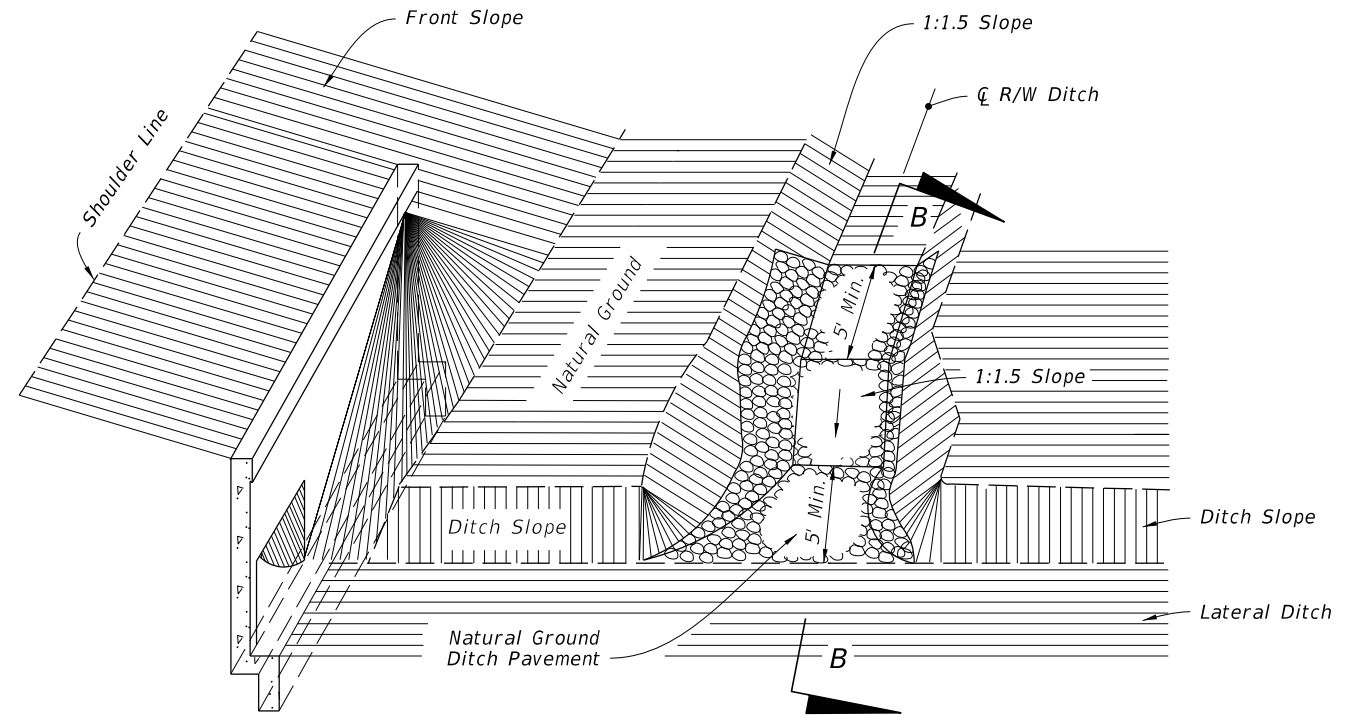 Front Slope
1:1.5 Slope
℄ R/W Ditch
Shoulder Line
B
Natural Ground
5' Min.
1:1.5 Slope
5' Min.
Ditch Slope
Ditch Slope
Lateral Ditch
Natural Ground
Ditch Pavement
B